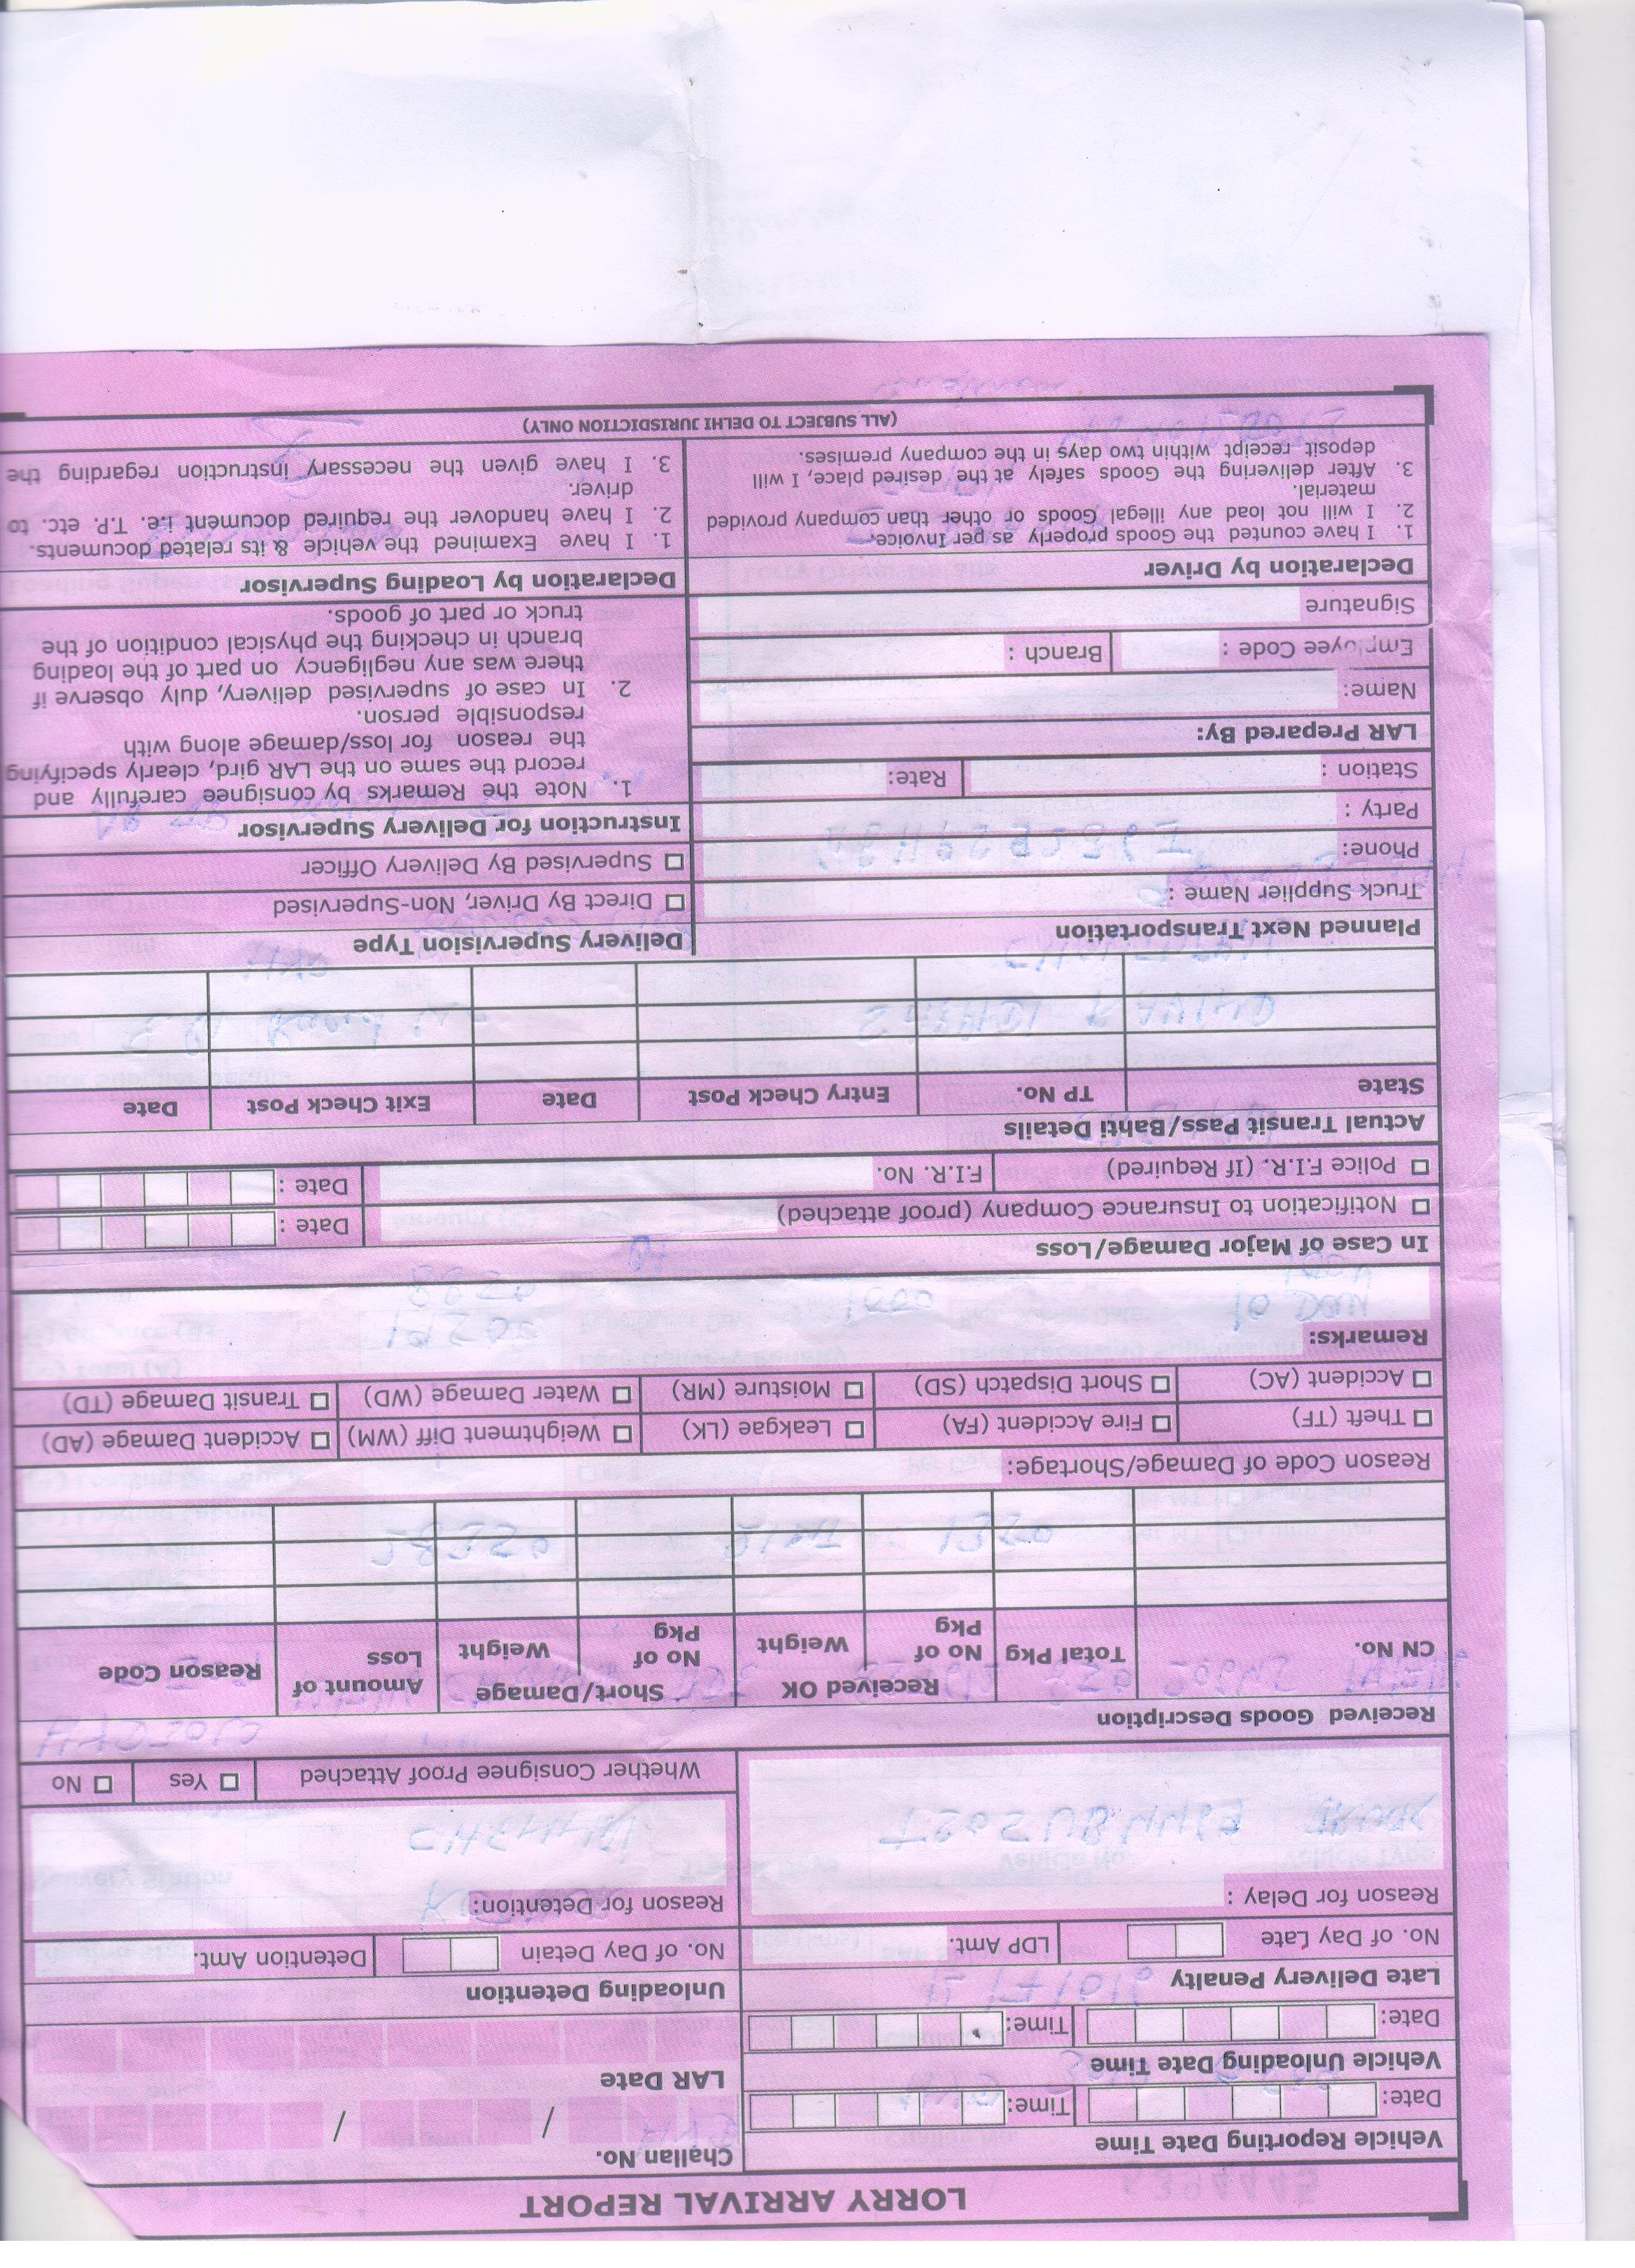 LORRY ARRIVAL REPORT
Vehicle Reporting Date Time
Date:
Time:
Challan No.
/ /
Vehicle Unloading Date Time
Date:
Time:
LAR Date
Late Delivery Penalty
No. of Day Late
LDP Amt.
Unloading Detention
No. of Day Detain
Detention Amt.
Reason for Delay :
Reason for Detention:
Whether Consignee Proof Attached
Yes
No
Received Goods Description
CN No.
Total Pkg
Received OK
No of Pkg
Weight
Short/Damage
No of Pkg
Weight
Amount of Loss
Reason Code
Reason Code of Damage/Shortage:
Theft (TF)
Fire Accident (FA)
Leakgae (LK)
Weightment Diff (WM)
Accident Damage (AD)
Accident (AC)
Short Dispatch (SD)
Moisture (MR)
Water Damage (WD)
Transit Damage (TD)
Remarks:
In Case of Major Damage/Loss
Notification to Insurance Company (proof attached)
Date :
Police F.I.R. (If Required)
F.I.R. No.
Date :
Actual Transit Pass/Bahti Details
State
TP No.
Entry Check Post
Date
Exit Check Post
Date
Planned Next Transportation
Truck Supplier Name :
Phone:
Party :
Station :
Rate:
LAR Prepared By:
Name:
Employee Code :
Branch :
Signature
Delivery Supervision Type
Direct By Driver, Non-Supervised
Supervised By Delivery Officer
Instruction for Delivery Supervisor
1. Note the Remarks by consignee carefully and
record the same on the LAR gird, clearly specifying
the reason for loss/damage along with
responsible person.
2. In case of supervised delivery, duly observe if
there was any negligency on part of the loading
branch in checking the physical condition of the
truck or part of goods.
Declaration by Driver
1. I have counted the Goods properly as per Invoice.
2. I will not load any illegal Goods or other than company provided
material.
3. After delivering the Goods safely at the desired place, I will
deposit receipt within two days in the company premises.
Declaration by Loading Supervisor
1. I have Examined the vehicle & its related documents.
2. I have handover the required document i.e. T.P. etc. to
driver.
3. I have given the necessary instruction regarding the
(ALL SUBJECT TO DELHI JURISDICTION ONLY)